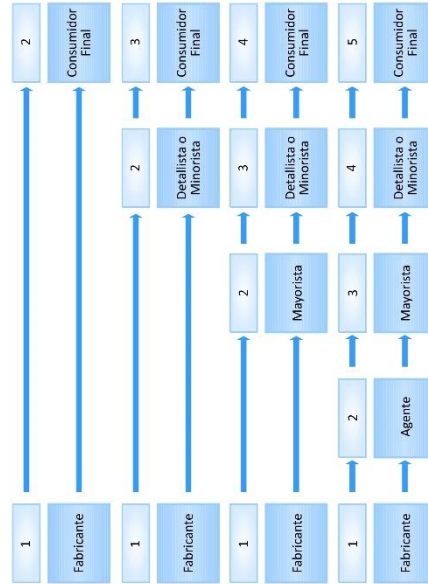 1
2
Fabricante
Consumidor
Final
1
2
3
Fabricante
Detallista o
Minorista
Consumidor
Final
1
2
3
4
Fabricante
Mayorista
Detallista o
Minorista
Consumidor
Final
1
2
3
4
5
Fabricante
Agente
Mayorista
Detallista o
Minorista
Consumidor
Final